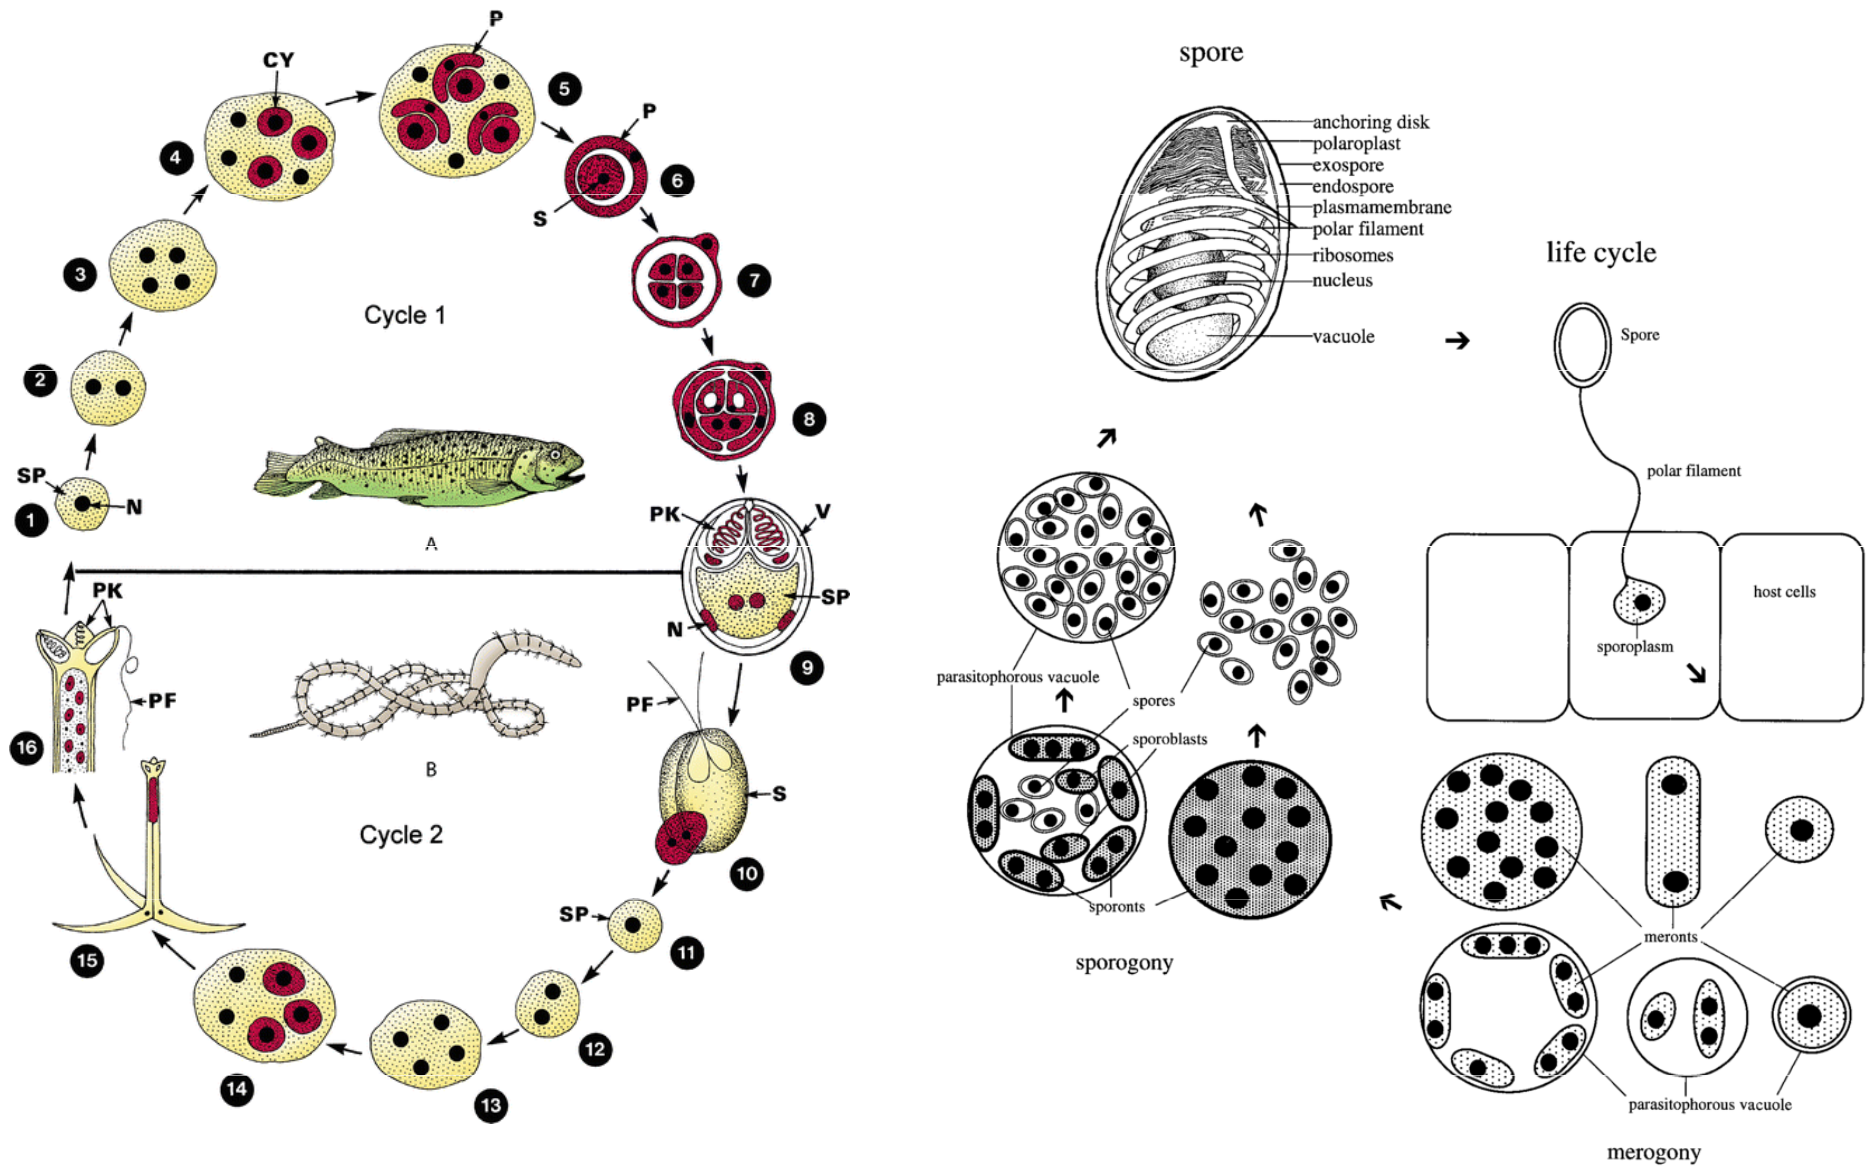 P
CY
5
4
P
6
S
3
7
Cycle 1
2
8
SP
N
1
A
PK
V
PK
SP
N
9
PF
PF
16
B
S
Cycle 2
10
SP
15
11
12
14
13
spore
anchoring disk
polaroplast
exospore
endospore
plasmamembrane
polar filament
ribosomes
nucleus
vacuole
life cycle
Spore
polar filament
host cells
sporoplasm
parasitophorous vacuole
spores
sporoblasts
sporonts
sporogony
meronts
parasitophorous vacuole
merogony